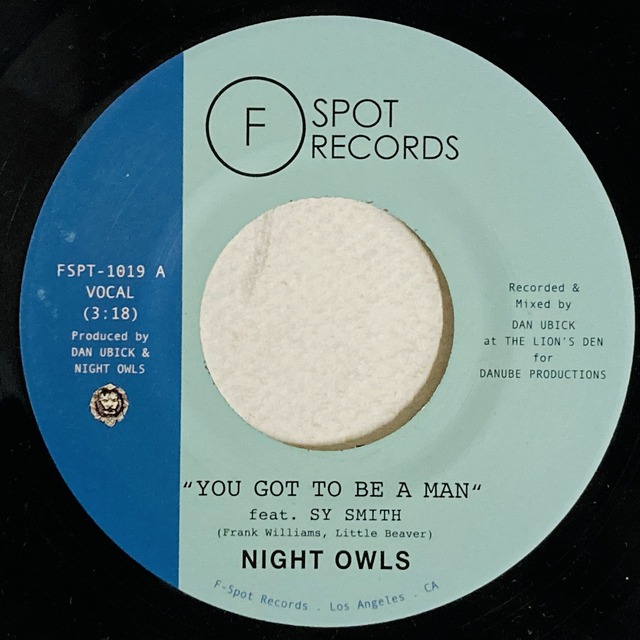 F SPOT
RECORDS
FSPT-1019 A
VOCAL
(3:18)
Produced by
DAN UBICK &
NIGHT OWLS
Recorded &
Mixed by
DAN UBICK
at THE LION'S DEN
for
DANUBE PRODUCTIONS
"YOU GOT TO BE A MAN"
feat. SY SMITH
(Frank Williams, Little Beaver)
NIGHT OWLS
F-Spot Records . Los Angeles . CA